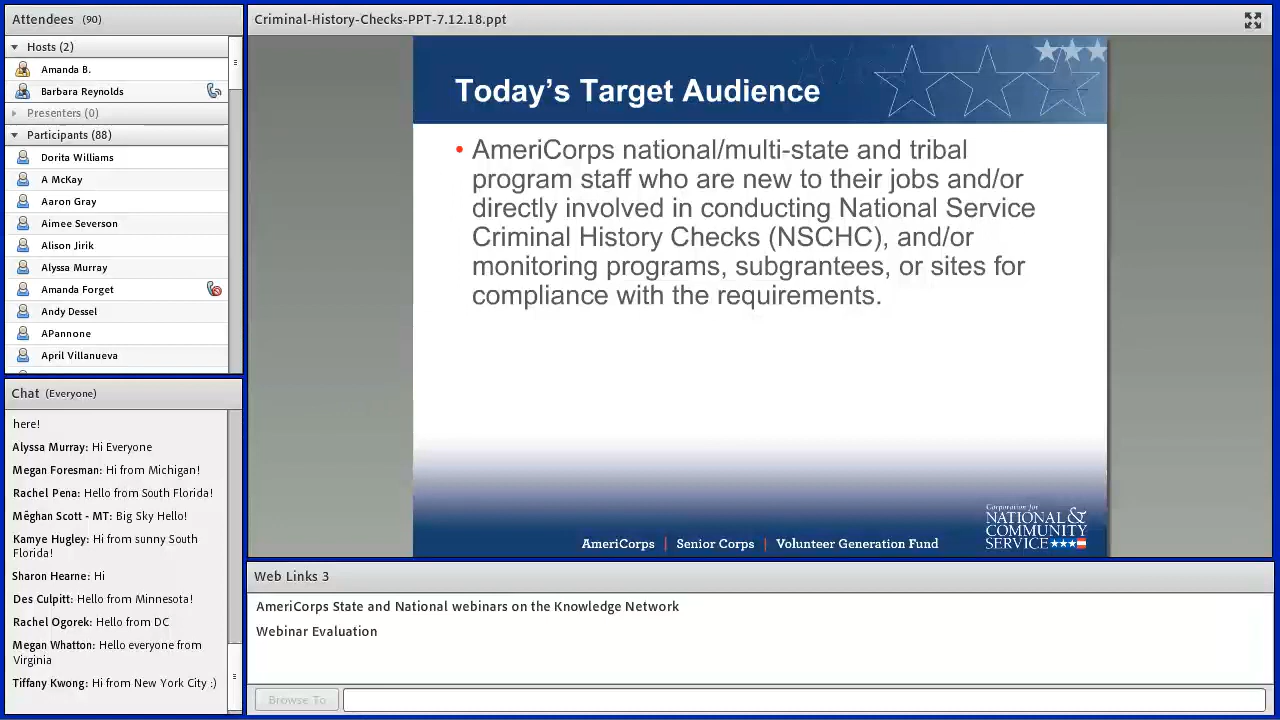 Attendees (90)
Hosts (2)
Amanda B.
Barbara Reynolds
Presenters (0)
Participants (88)
Dorita Williams
A McKay
Aaron Gray
Aimee Severson
Alison Jirik
Alyssa Murray
Amanda Forget
Andy Dessel
APannone
April Villanueva
Chat (Everyone)
here!
Alyssa Murray: Hi Everyone
Megan Foresman: Hi from Michigan!
Rachel Pena: Hello from South Florida!
Mēghan Scott - MT: Big Sky Hello!
Kamye Hugley: Hi from sunny South
Florida!
Sharon Hearne: Hi
Des Culpitt: Hello from Minnesota!
Rachel Ogorek: Hello from DC
Megan Whatton: Hello everyone from
Virginia
Tiffany Kwong: Hi from New York City :)
Criminal-History-Checks-PPT-7.12.18.ppt
Today’s Target Audience
• AmeriCorps national/multi-state and tribal
program staff who are new to their jobs and/or
directly involved in conducting National Service
Criminal History Checks (NSCHC), and/or
monitoring programs, subgrantees, or sites for
compliance with the requirements.
AmeriCorps | Senior Corps | Volunteer Generation Fund
Corporation for
NATIONAL &
COMMUNITY
SERVICE
Web Links 3
AmeriCorps State and National webinars on the Knowledge Network
Webinar Evaluation
Browse To